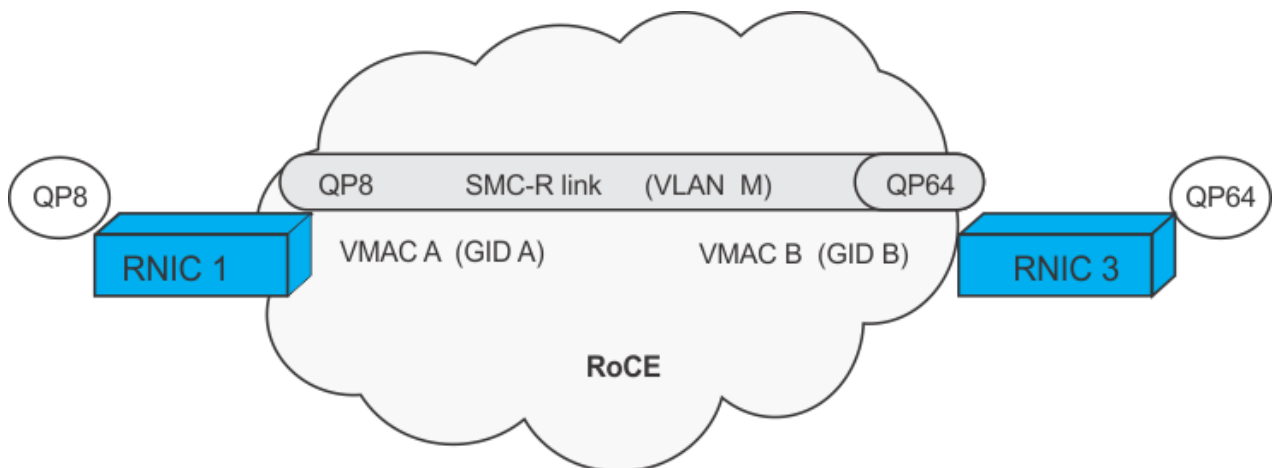 QP8
QP8 SMC-R link (VLAN M) QP64
QP64
RNIC 1
VMAC A (GID A)
VMAC B (GID B)
RNIC 3
RoCE